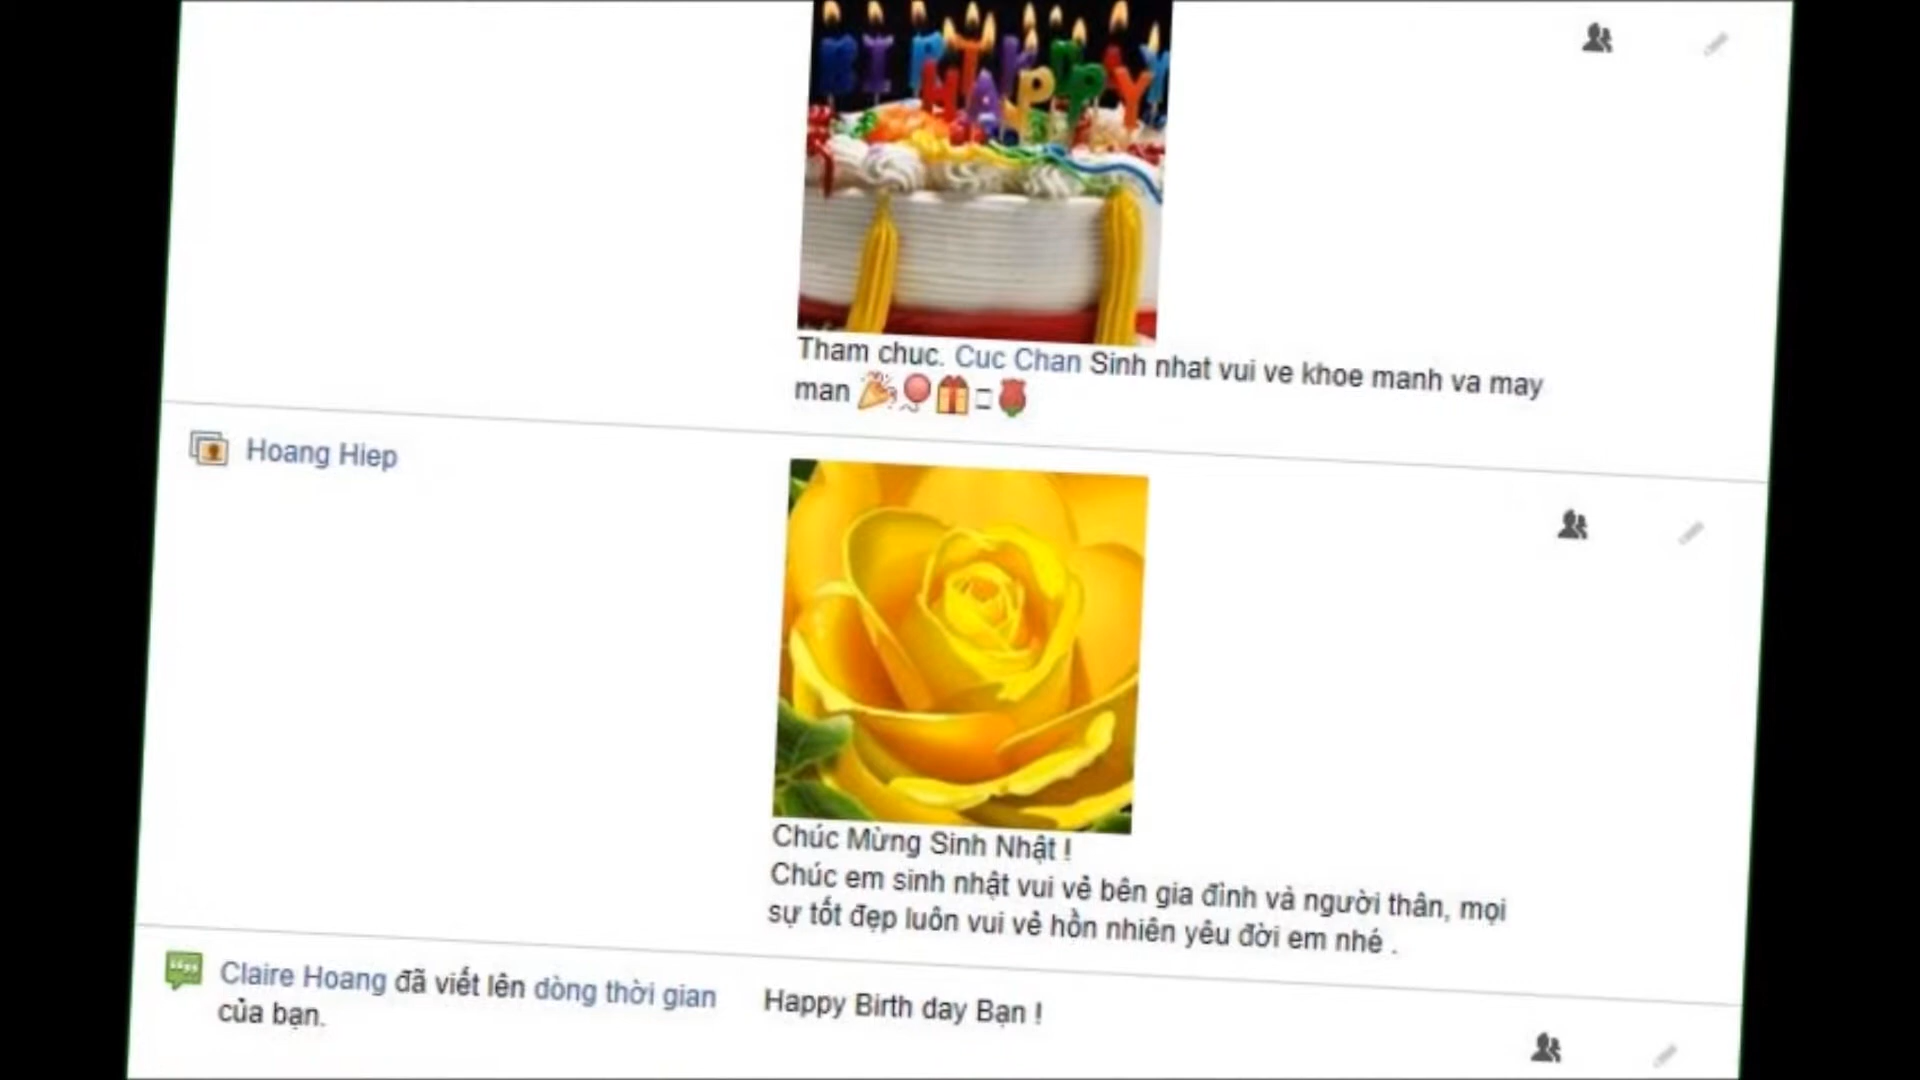 BIRTHDAY
HAPPY
Tham chuc. Cuc Chan Sinh nhat vui ve khoe manh va may
man
Hoang Hiep
Chúc Mừng Sinh Nhật !
Chúc em sinh nhật vui vẻ bên gia đình và người thân, mọi
sự tốt đẹp luôn vui vẻ hồn nhiên yêu đời em nhé .
Claire Hoang đã viết lên dòng thời gian
của bạn.
Happy Birth day Bạn !